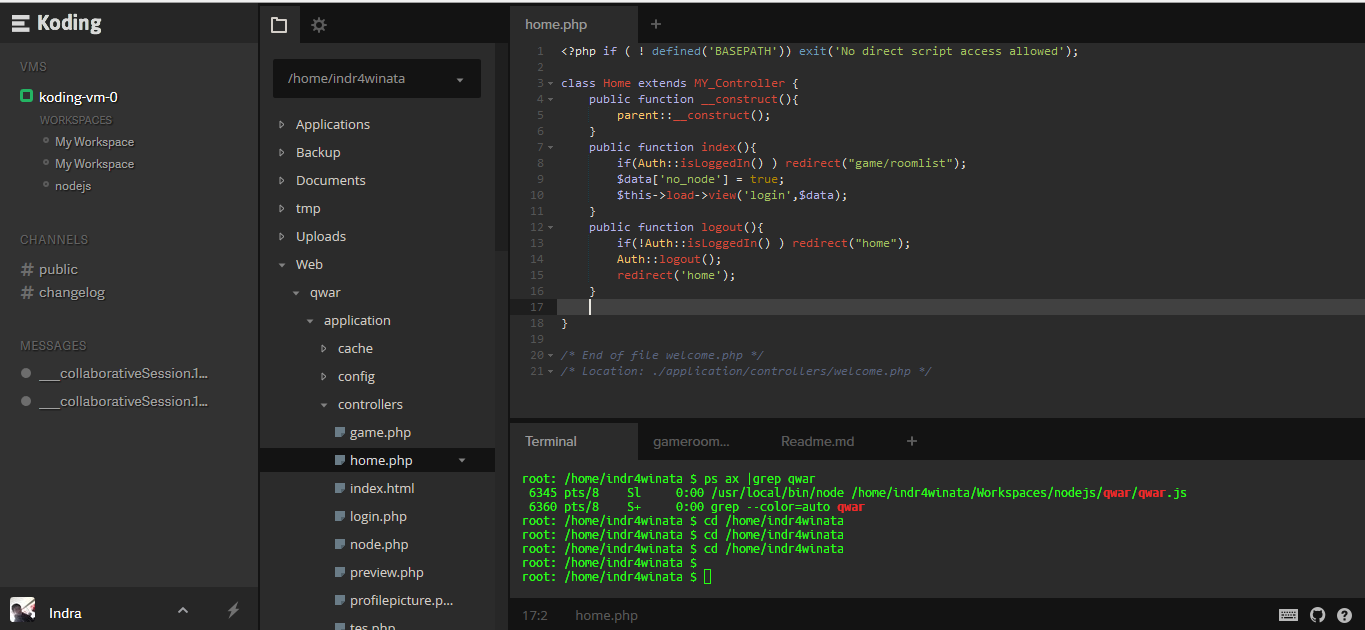 Koding
VMS
koding-vm-0
WORKSPACES
My Workspace
My Workspace
nodejs
CHANNELS
# public
# changelog
MESSAGES
___collaborativeSession.1...
___collaborativeSession.1...
Indra
/home/indr4winata
Applications
Backup
Documents
tmp
Uploads
Web
qwar
application
cache
config
controllers
game.php
home.php
index.html
login.php
node.php
preview.php
profilepicture.p...
tes.php
home.php +
1 <?php if ( ! defined('BASEPATH')) exit('No direct script access allowed');
2
3 class Home extends MY_Controller {
4 public function __construct(){
5 parent::__construct();
6 }
7 public function index(){
8 if(Auth::isLoggedIn() ) redirect("game/roomlist");
9 $data['no_node'] = true;
10 $this->load->view('login',$data);
11 }
12 public function logout(){
13 if(!Auth::isLoggedIn() ) redirect("home");
14 Auth::logout();
15 redirect('home');
16 }
17
18 }
19
20 /* End of file welcome.php */
21 /* Location: ./application/controllers/welcome.php */
Terminal gameroom... Readme.md +
root: /home/indr4winata $ ps ax |grep qwar
6345 pts/8 Sl 0:00 /usr/local/bin/node /home/indr4winata/Workspaces/nodejs/qwar/qwar.js
6360 pts/8 S+ 0:00 grep --color=auto qwar
root: /home/indr4winata $ cd /home/indr4winata
root: /home/indr4winata $ cd /home/indr4winata
root: /home/indr4winata $ cd /home/indr4winata
root: /home/indr4winata $
root: /home/indr4winata $
17:2 home.php ?